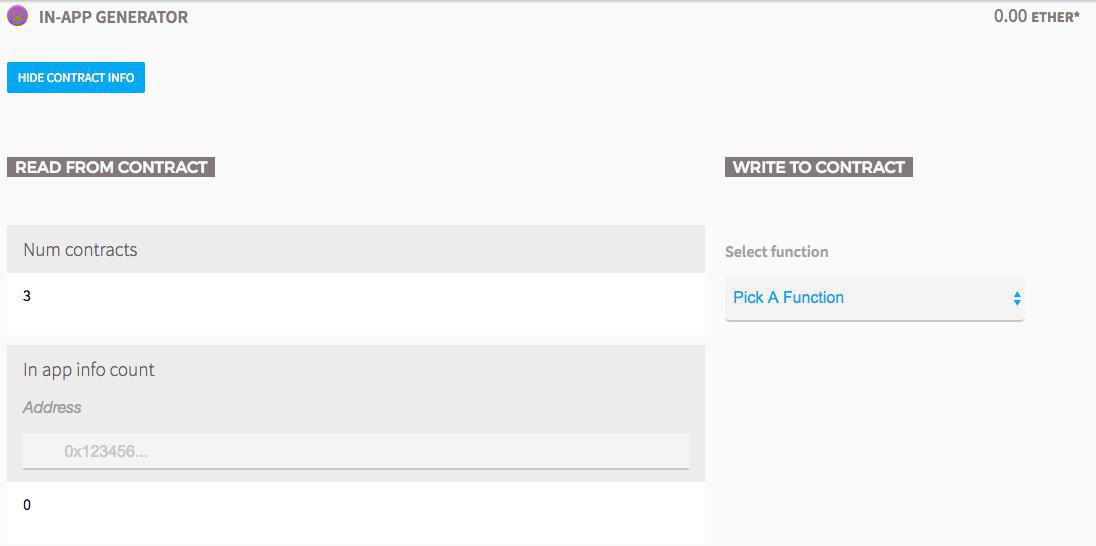 IN-APP GENERATOR
0.00 ETHER*
HIDE CONTRACT INFO
READ FROM CONTRACT
Num contracts
3
In app info count
Address
0x123456...
0
WRITE TO CONTRACT
Select function
Pick A Function